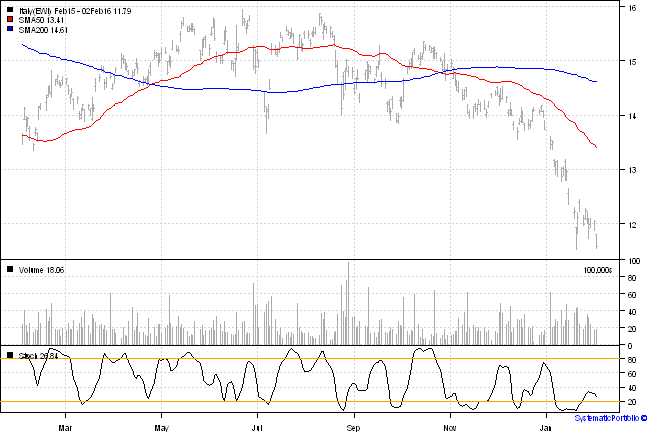 Italy(EWI) Feb15 - 02Feb16 11.79
SMA50 13.41
SMA200 14.61
16
15
14
13
12
Volume 18.06
100,000s
100
80
60
40
20
0
Stoch 26.84
80
60
40
20
Mar May Jul Sep Nov Jan
SystematicPortfolio ©